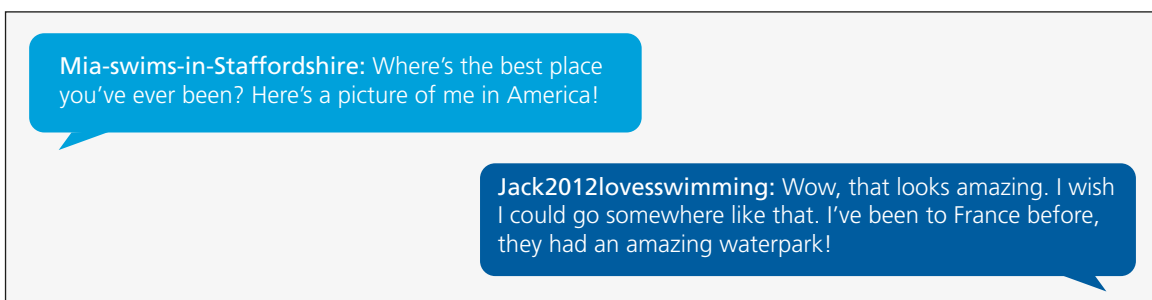 Mia-swims-in-Staffordshire: Where’s the best place
you’ve ever been? Here’s a picture of me in America!
Jack2012lovesswimming: Wow, that looks amazing. I wish
I could go somewhere like that. I’ve been to France before,
they had an amazing waterpark!